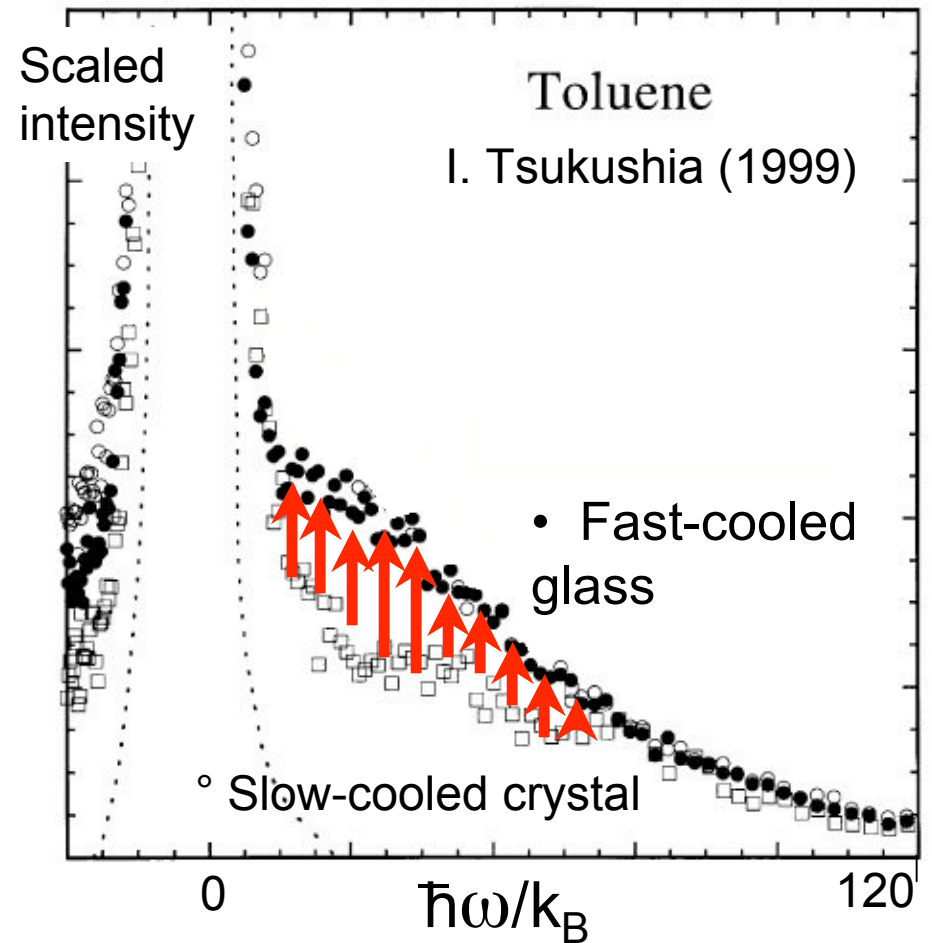 Scaled
intensity
Toluene
I. Tsukushia (1999)
• Fast-cooled
glass
° Slow-cooled crystal
0
ħω/k_B
120